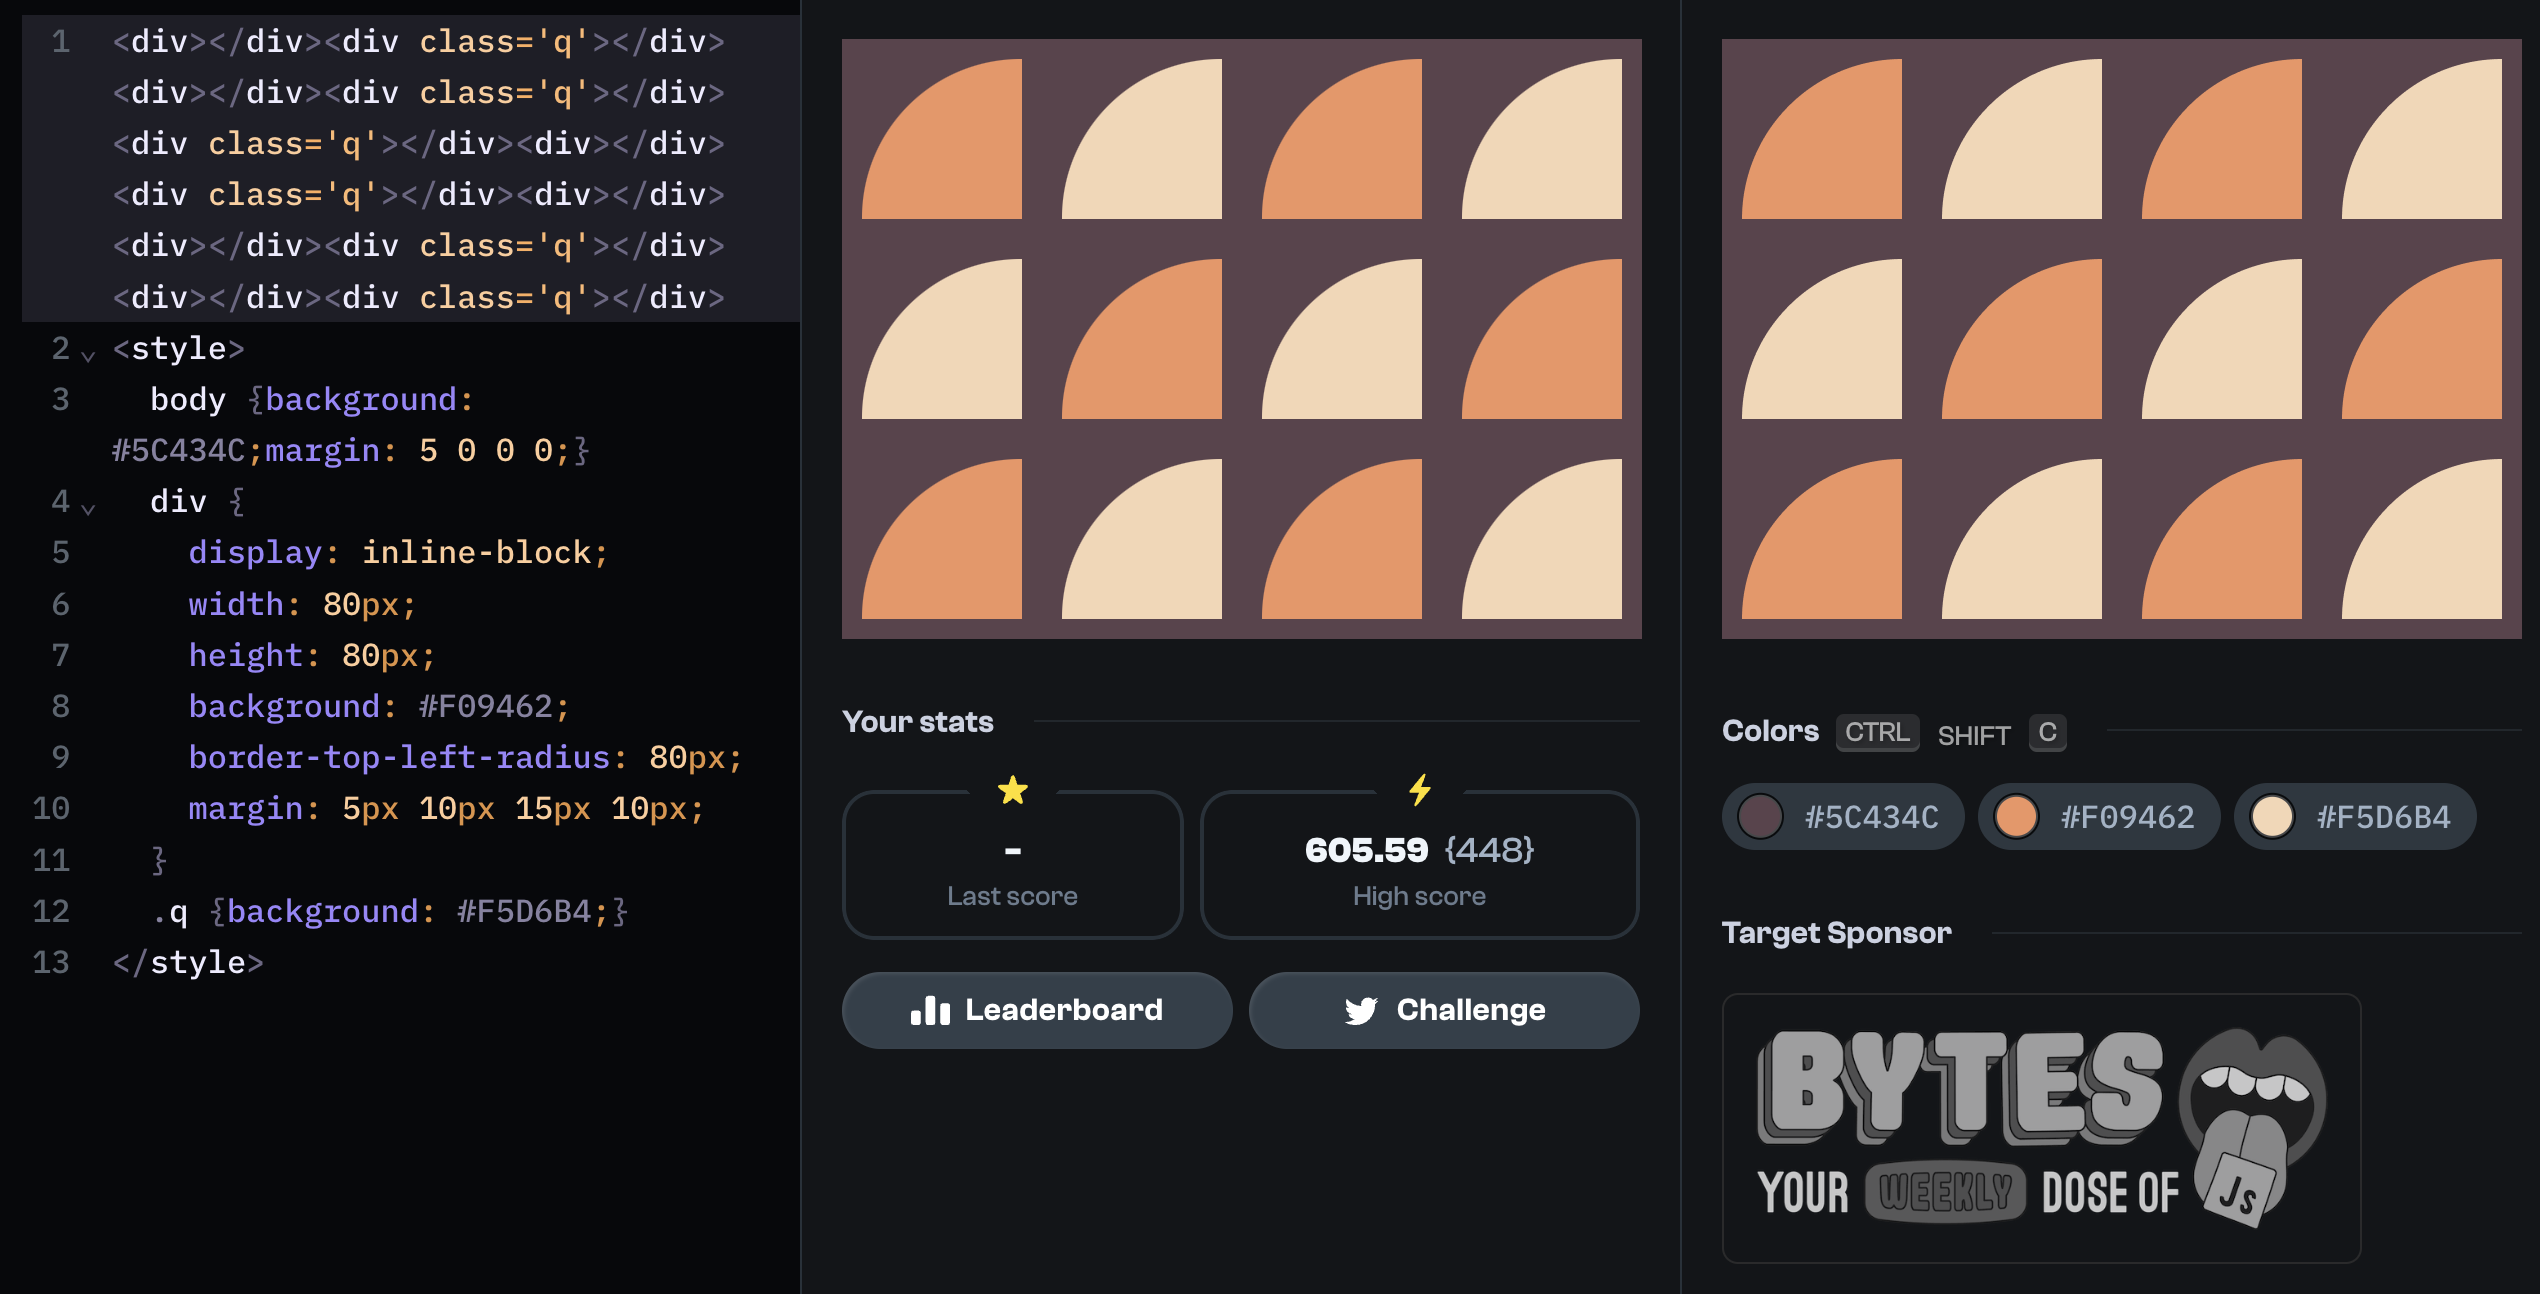 1 <div></div><div class='q'></div>
<div></div><div class='q'></div>
<div class='q'></div><div></div>
<div class='q'></div><div></div>
<div></div><div class='q'></div>
<div></div><div class='q'></div>
2 <style>
3 body {background:
#5C434C;margin: 5 0 0 0;}
4 div {
5 display: inline-block;
6 width: 80px;
7 height: 80px;
8 background: #F09462;
9 border-top-left-radius: 80px;
10 margin: 5px 10px 15px 10px;
11 }
12 .q {background: #F5D6B4;}
13 </style>
Your stats
-
Last score
605.59 {448}
High score
Leaderboard
Challenge
Colors CTRL SHIFT C
#5C434C #F09462 #F5D6B4
Target Sponsor
BYTES
YOUR WEEKLY DOSE OF
Js